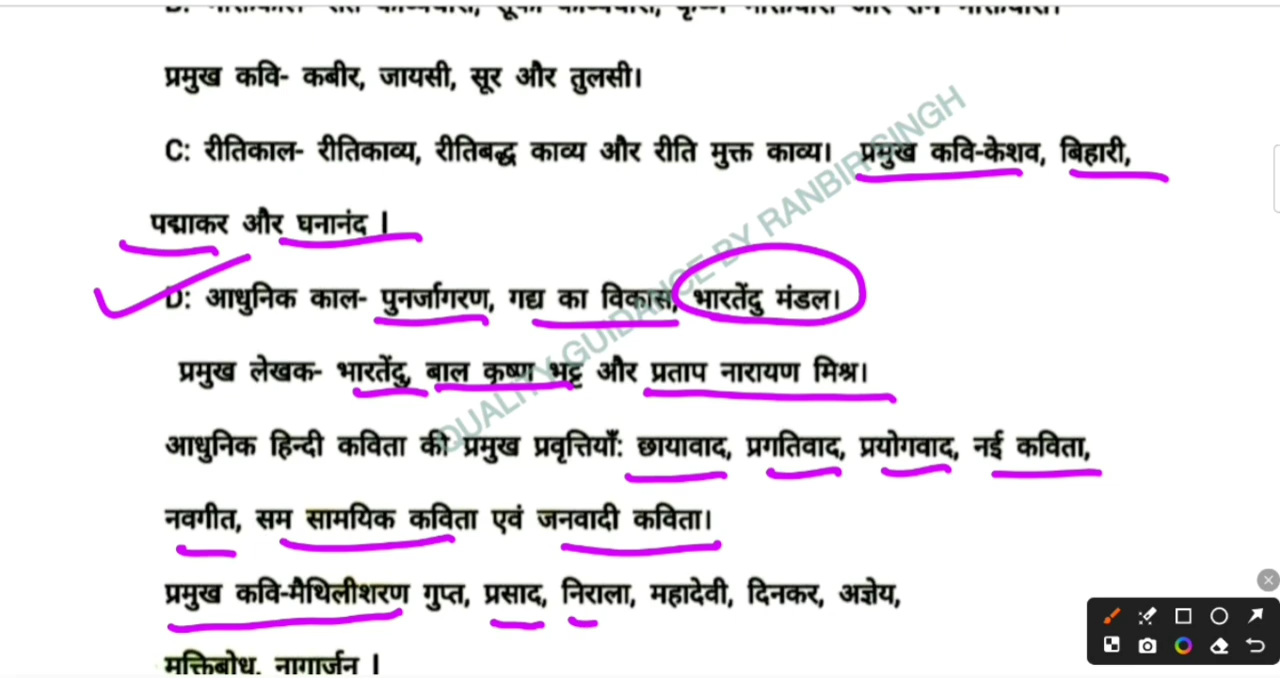 प्रमुख कवि- कबीर, जायसी, सूर और तुलसी।
C: रीतिकाल- रीतिकाव्य, रीतिबद्ध काव्य और रीति मुक्त काव्य। प्रमुख कवि-केशव, बिहारी,
पद्माकर और घनानंद |
D: आधुनिक काल- पुनर्जागरण, गद्य का विकास, भारतेंदु मंडल।
प्रमुख लेखक- भारतेंदु, बाल कृष्ण भट्ट और प्रताप नारायण मिश्र।
आधुनिक हिन्दी कविता की प्रमुख प्रवृत्तियाँ: छायावाद, प्रगतिवाद, प्रयोगवाद, नई कविता,
नवगीत, सम सामयिक कविता एवं जनवादी कविता।
प्रमुख कवि-मैथिलीशरण गुप्त, प्रसाद, निराला, महादेवी, दिनकर, अज्ञेय,
मुक्तिबोध, नागार्जुन |
QUALITY GUIDANCE BY RANBIR SINGH